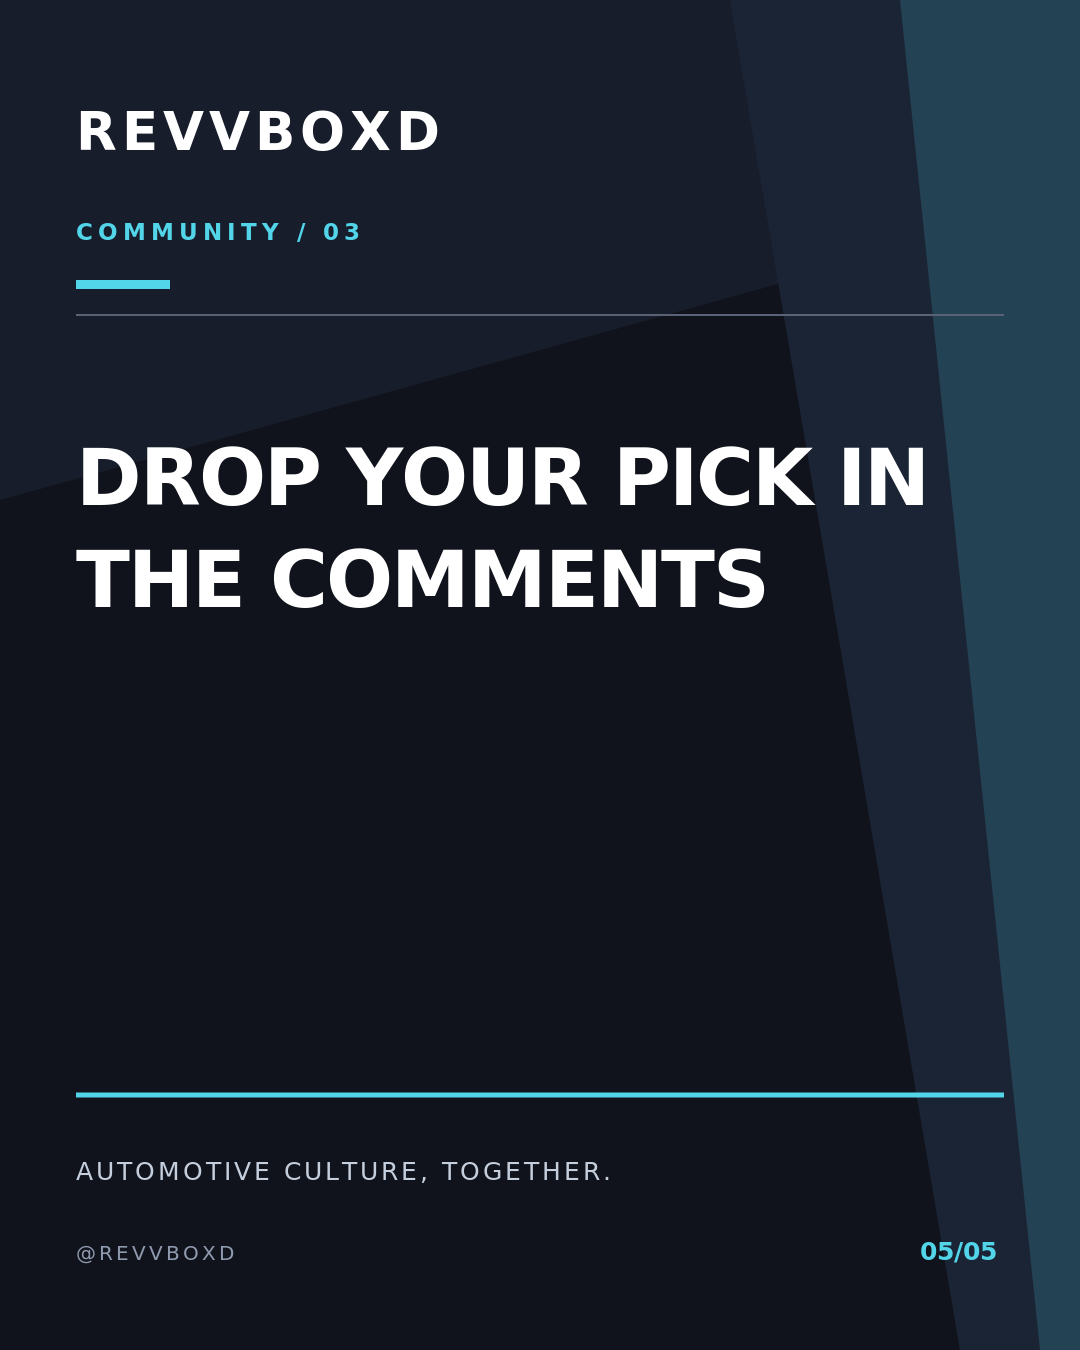 REVVBOXD
COMMUNITY / 03
DROP YOUR PICK IN
THE COMMENTS
AUTOMOTIVE CULTURE, TOGETHER.
@REVVBOXD
05/05